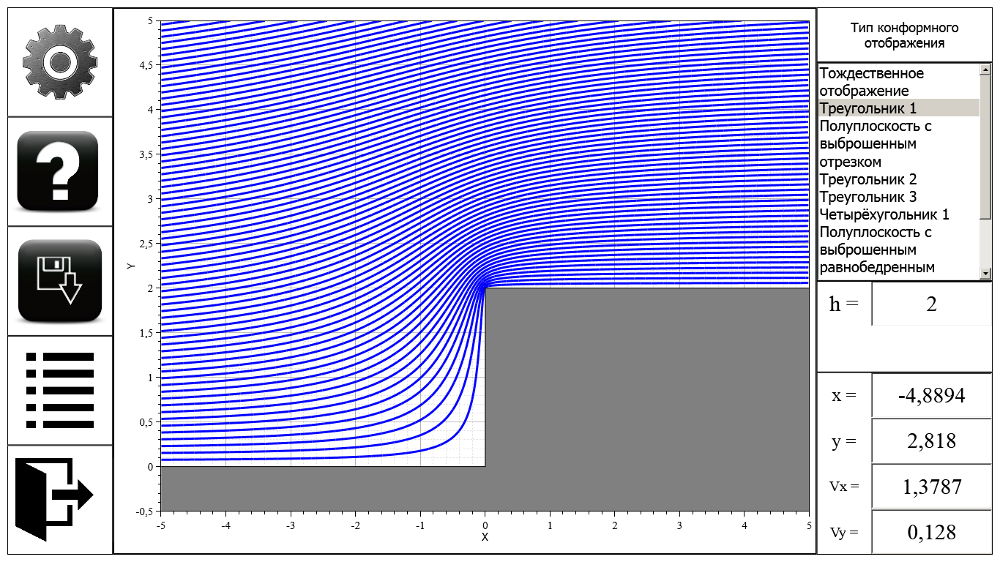 Тип конформного
отображения
Тождественное
отображение
Треугольник 1
Полуплоскость с
выброшенным
отрезком
Треугольник 2
Треугольник 3
Четырёхугольник 1
Полуплоскость с
выброшенным
равнобедренным
h =
2
x =
-4,8894
y =
2,818
Vx =
1,3787
Vy =
0,128
?
Y
5
4,5
4
3,5
3
2,5
2
1,5
1
0,5
0
-0,5
-5
-4
-3
-2
-1
0
1
2
3
4
5
X